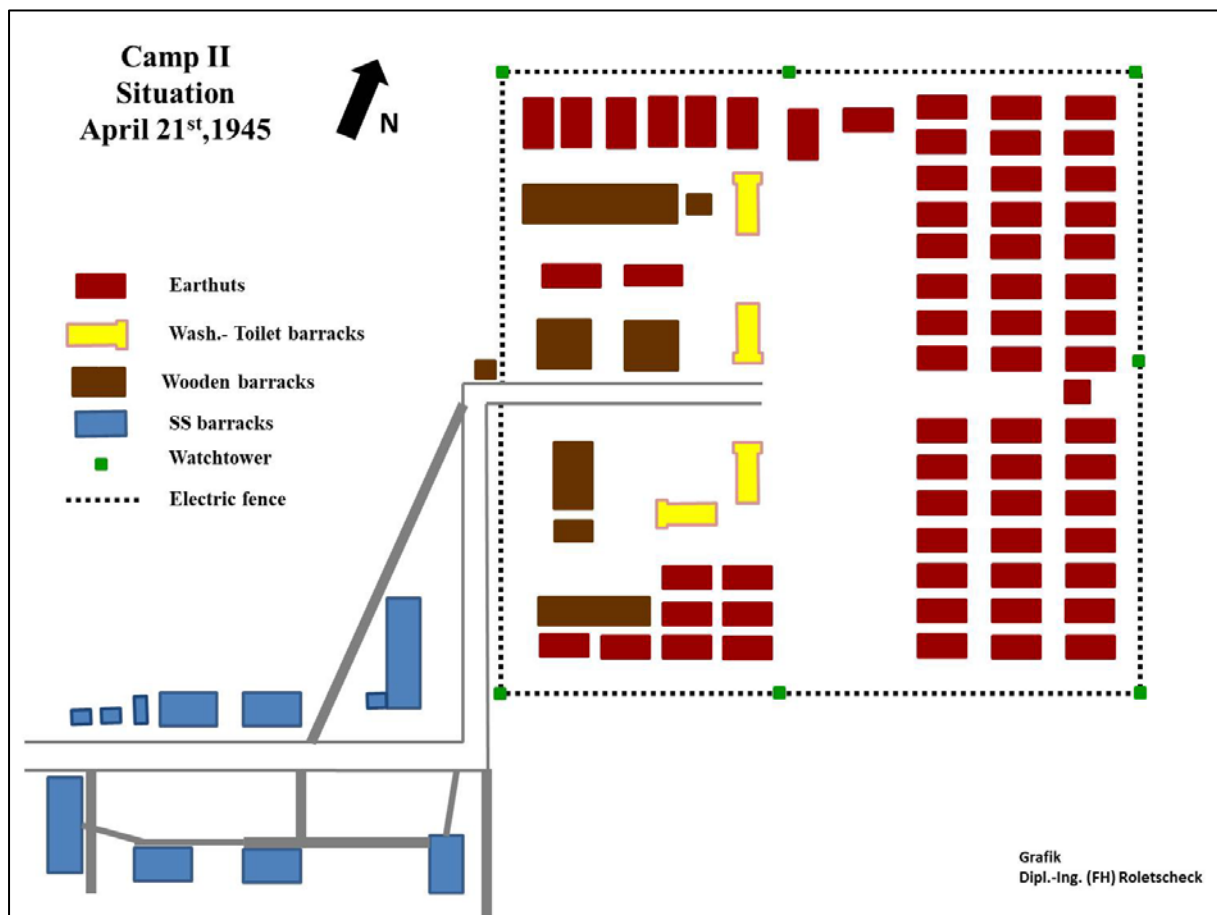 Camp II
Situation
April 21st,1945
N
Earthuts
Wash.- Toilet barracks
Wooden barracks
SS barracks
Watchtower
Electric fence
Grafik
Dipl.-Ing. (FH) Roletscheck